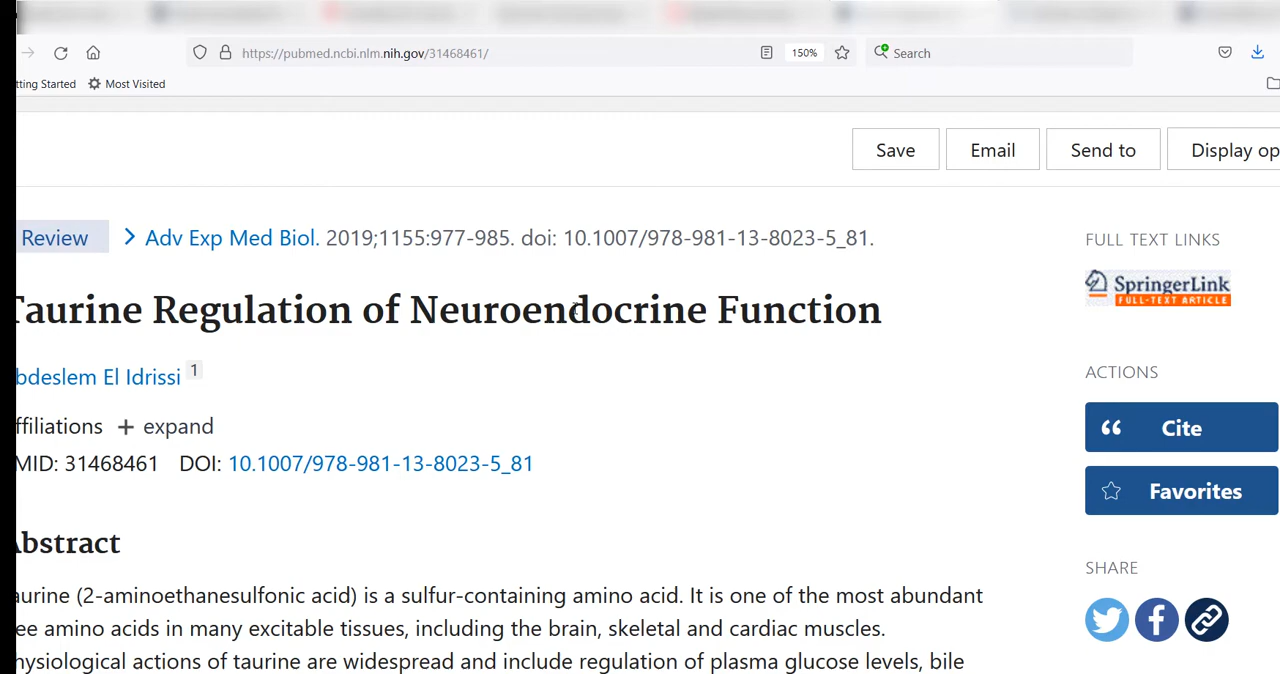 https://pubmed.ncbi.nlm.nih.gov/31468461/
150%
Search
tting Started
Most Visited
Save
Email
Send to
Display op
Review
Adv Exp Med Biol. 2019;1155:977-985. doi: 10.1007/978-981-13-8023-5_81.
Taurine Regulation of Neuroendocrine Function
bdeslem El Idrissi 1
ffiliations + expand
MID: 31468461 DOI: 10.1007/978-981-13-8023-5_81
Abstract
aurine (2-aminoethanesulfonic acid) is a sulfur-containing amino acid. It is one of the most abundant
ee amino acids in many excitable tissues, including the brain, skeletal and cardiac muscles.
hysiological actions of taurine are widespread and include regulation of plasma glucose levels, bile
FULL TEXT LINKS
SpringerLink
FULL-TEXT ARTICLE
ACTIONS
Cite
Favorites
SHARE